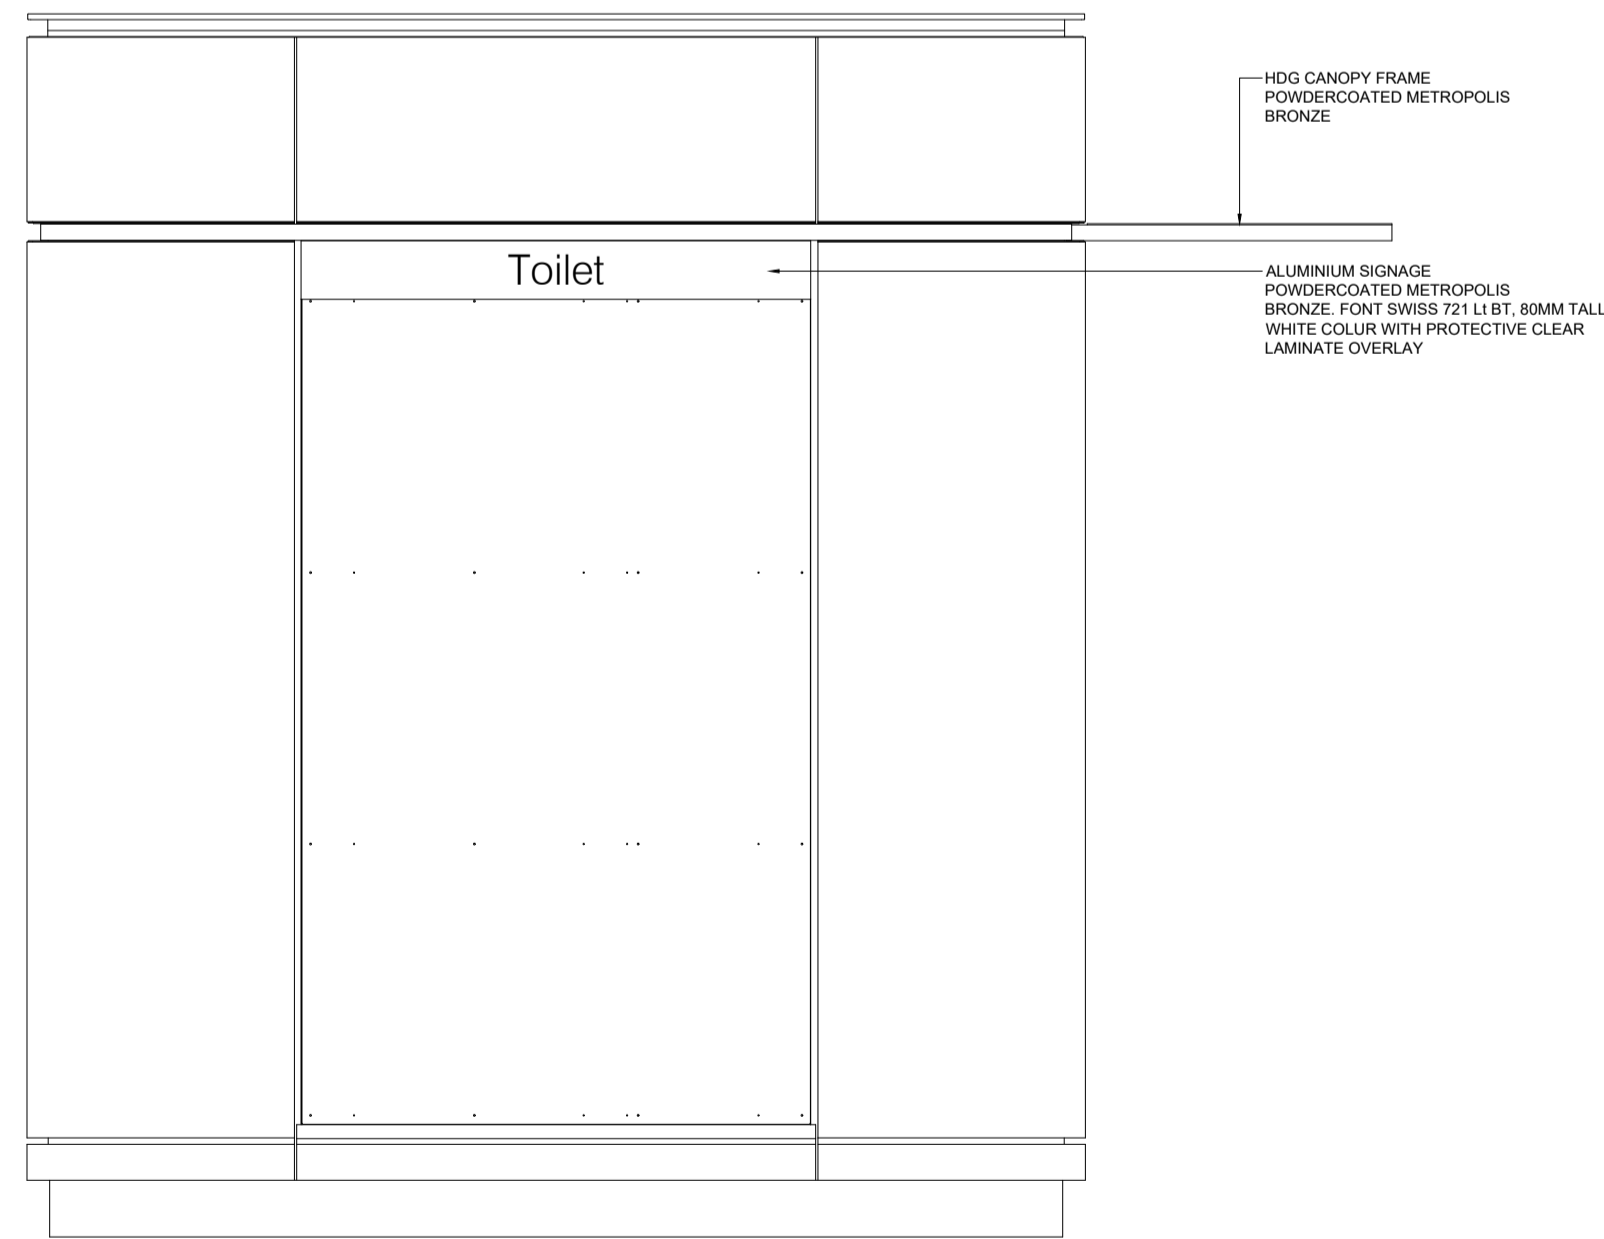 HDG CANOPY FRAME
POWDERCOATED METROPOLIS
BRONZE
Toilet
ALUMINIUM SIGNAGE
POWDERCOATED METROPOLIS
BRONZE. FONT SWISS 721 Lt BT, 80MM TALL
WHITE COLUR WITH PROTECTIVE CLEAR
LAMINATE OVERLAY